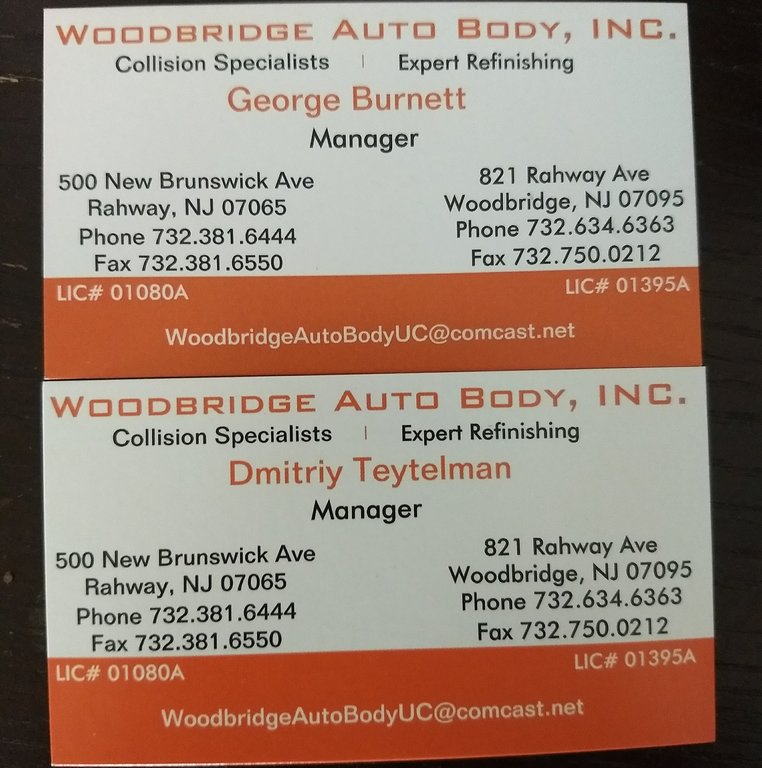 WOODBRIDGE AUTO BODY, INC.
Collision Specialists | Expert Refinishing
George Burnett
Manager
500 New Brunswick Ave
Rahway, NJ 07065
Phone 732.381.6444
Fax 732.381.6550
LIC# 01080A
821 Rahway Ave
Woodbridge, NJ 07095
Phone 732.634.6363
Fax 732.750.0212
LIC# 01395A
WoodbridgeAutoBodyUC@comcast.net
WOODBRIDGE AUTO BODY, INC.
Collision Specialists | Expert Refinishing
Dmitriy Teytelman
Manager
500 New Brunswick Ave
Rahway, NJ 07065
Phone 732.381.6444
Fax 732.381.6550
LIC# 01080A
821 Rahway Ave
Woodbridge, NJ 07095
Phone 732.634.6363
Fax 732.750.0212
LIC# 01395A
WoodbridgeAutoBodyUC@comcast.net